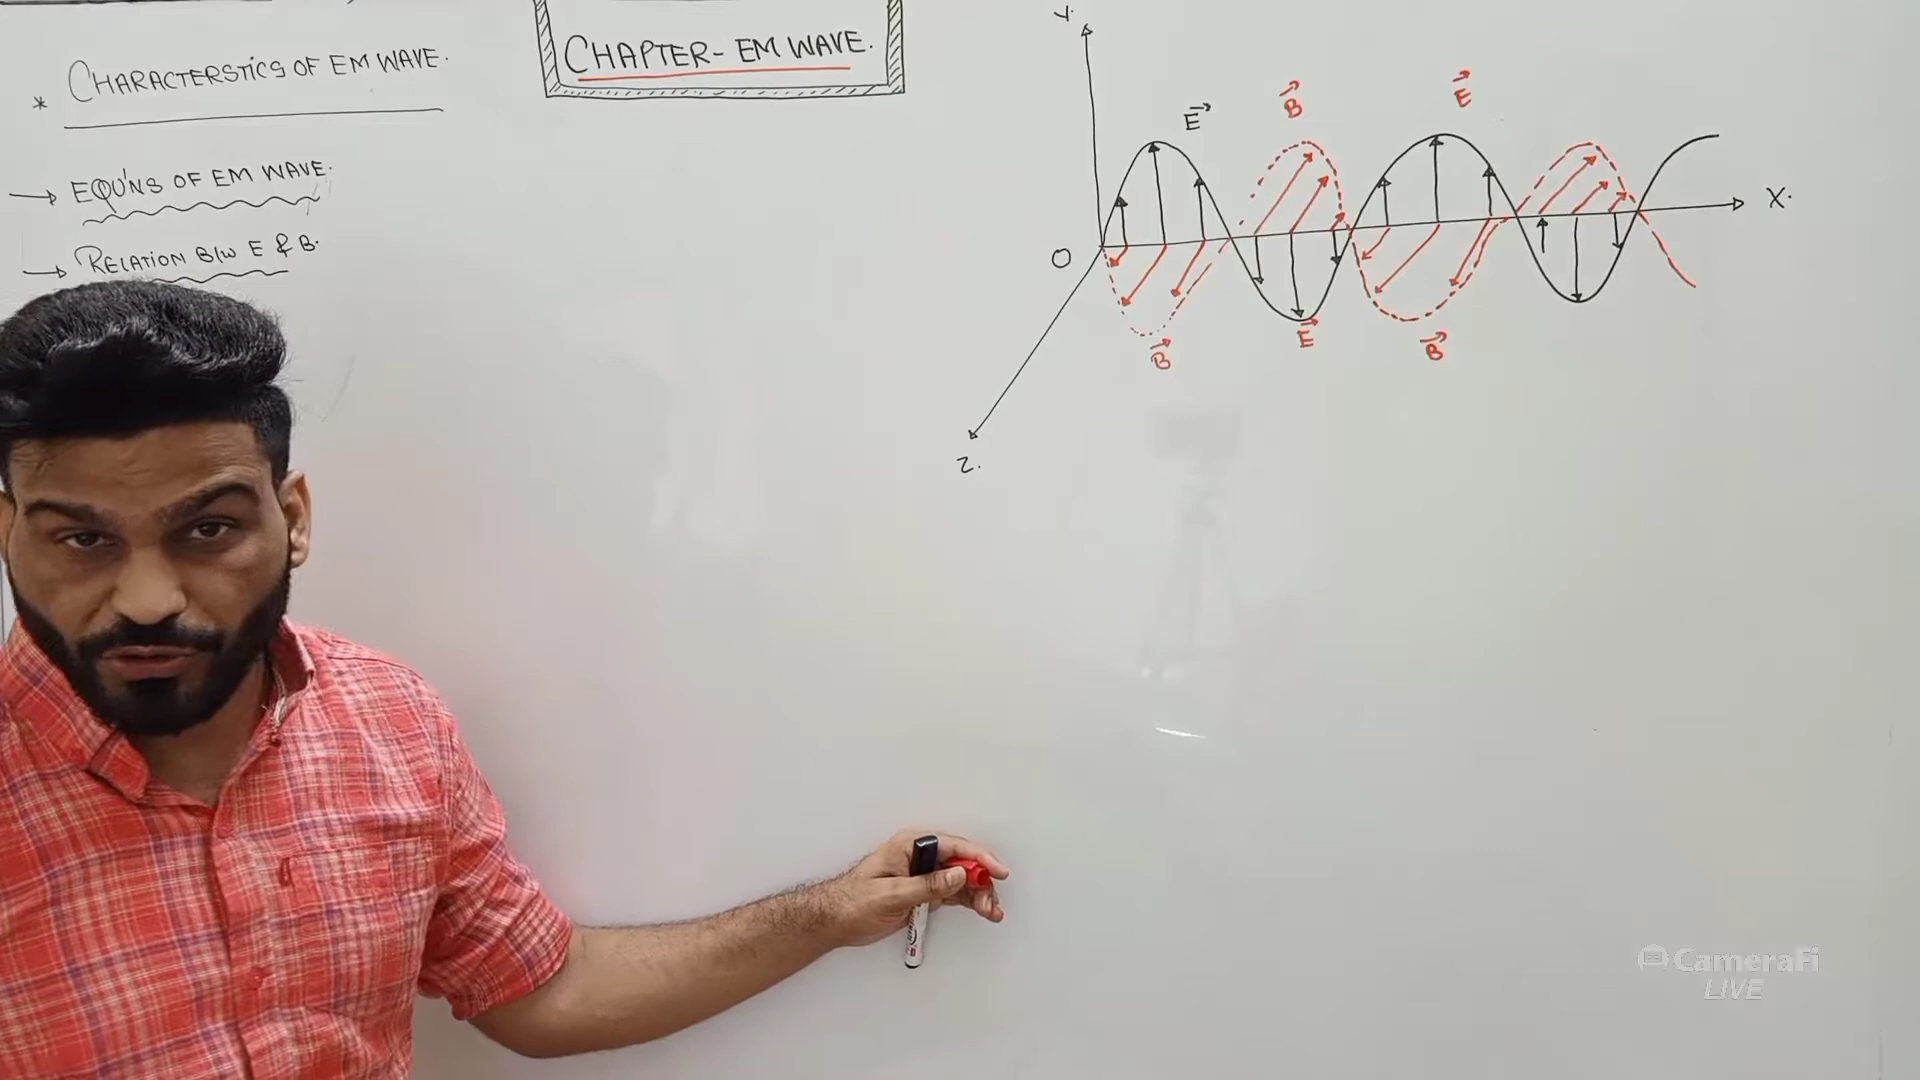 CHAPTER- EM WAVE.
* CHARACTERSTICS OF EM WAVE.
→ EQU'NS OF EM WAVE.
→ RELATION B/w E & B.
Y.
E→
B→
E→
X.
O
B→
E→
B→
Z.
CameraFi
LIVE